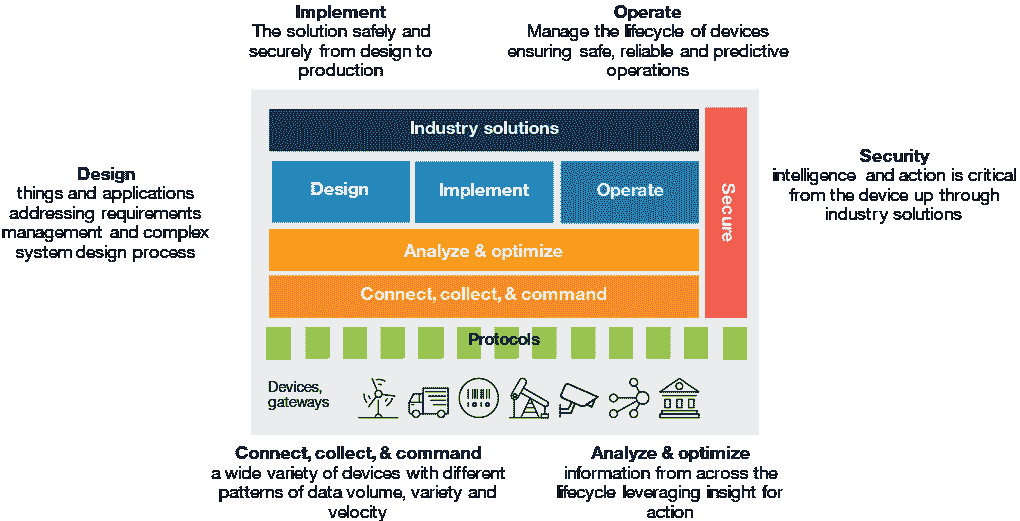 Implement
The solution safely and
securely from design to
production
Operate
Manage the lifecycle of devices
ensuring safe, reliable and predictive
operations
Design
things and applications
addressing requirements
management and complex
system design process
Industry solutions
Design
Implement
Operate
Secure
Analyze & optimize
Connect, collect, & command
Protocols
Devices,
gateways
1010
Security
intelligence and action is critical
from the device up through
industry solutions
Connect, collect, & command
a wide variety of devices with different
patterns of data volume, variety and
velocity
Analyze & optimize
information from across the
lifecycle leveraging insight for
action